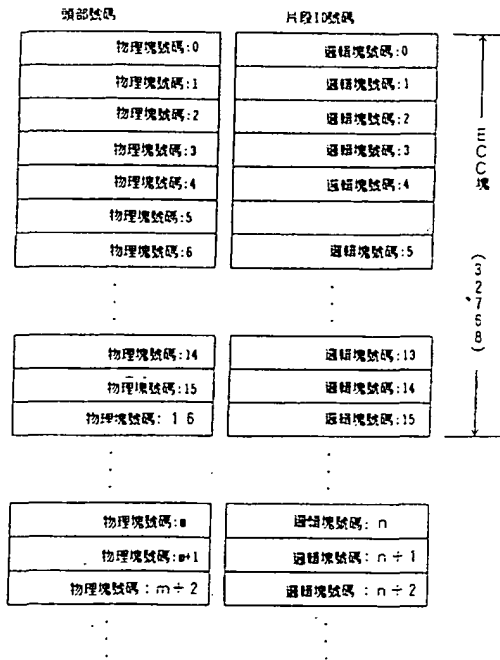 頭部號碼 片段ID號碼
物理塊號碼:0 邏輯塊號碼:0
物理塊號碼:1 邏輯塊號碼:1
物理塊號碼:2 邏輯塊號碼:2
物理塊號碼:3 邏輯塊號碼:3
物理塊號碼:4 邏輯塊號碼:4
物理塊號碼:5
物理塊號碼:6 邏輯塊號碼:5
ECC塊
(32768)
物理塊號碼:14 邏輯塊號碼:13
物理塊號碼:15 邏輯塊號碼:14
物理塊號碼:16 邏輯塊號碼:15
物理塊號碼:m 邏輯塊號碼:n
物理塊號碼:m+1 邏輯塊號碼:n+1
物理塊號碼:m+2 邏輯塊號碼:n+2